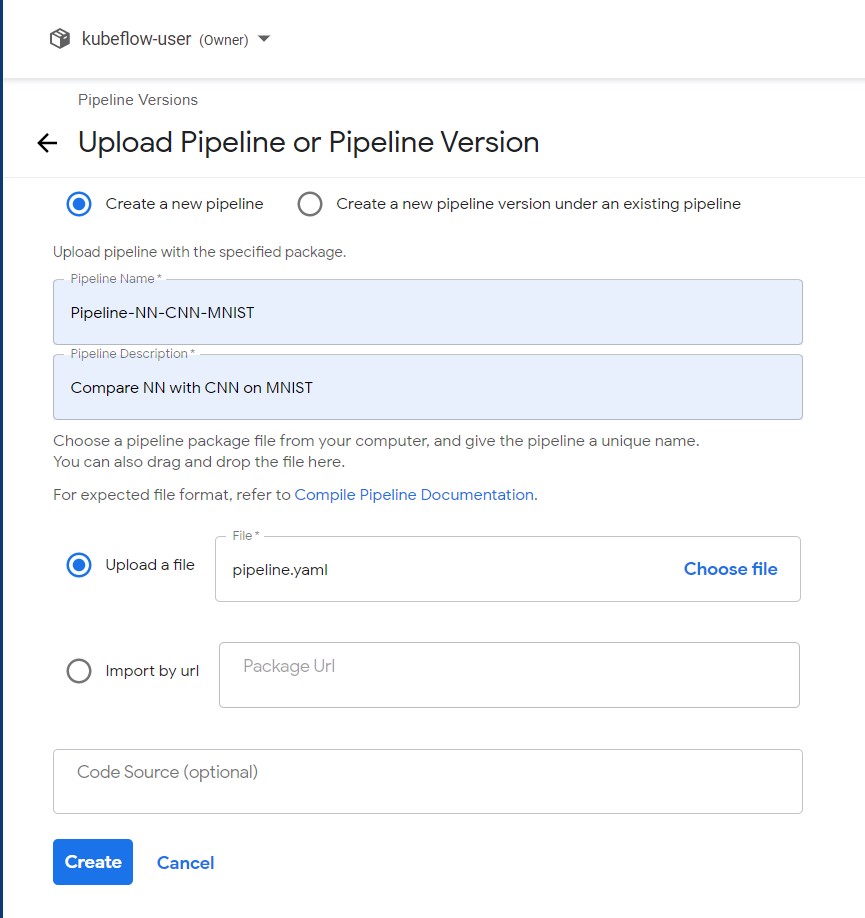 kubeflow-user (Owner)
Pipeline Versions
Upload Pipeline or Pipeline Version
Create a new pipeline Create a new pipeline version under an existing pipeline
Upload pipeline with the specified package.
Pipeline Name*
Pipeline-NN-CNN-MNIST
Pipeline Description*
Compare NN with CNN on MNIST
Choose a pipeline package file from your computer, and give the pipeline a unique name.
You can also drag and drop the file here.
For expected file format, refer to Compile Pipeline Documentation.
File*
Upload a file pipeline.yaml Choose file
Import by url Package Url
Code Source (optional)
Create Cancel